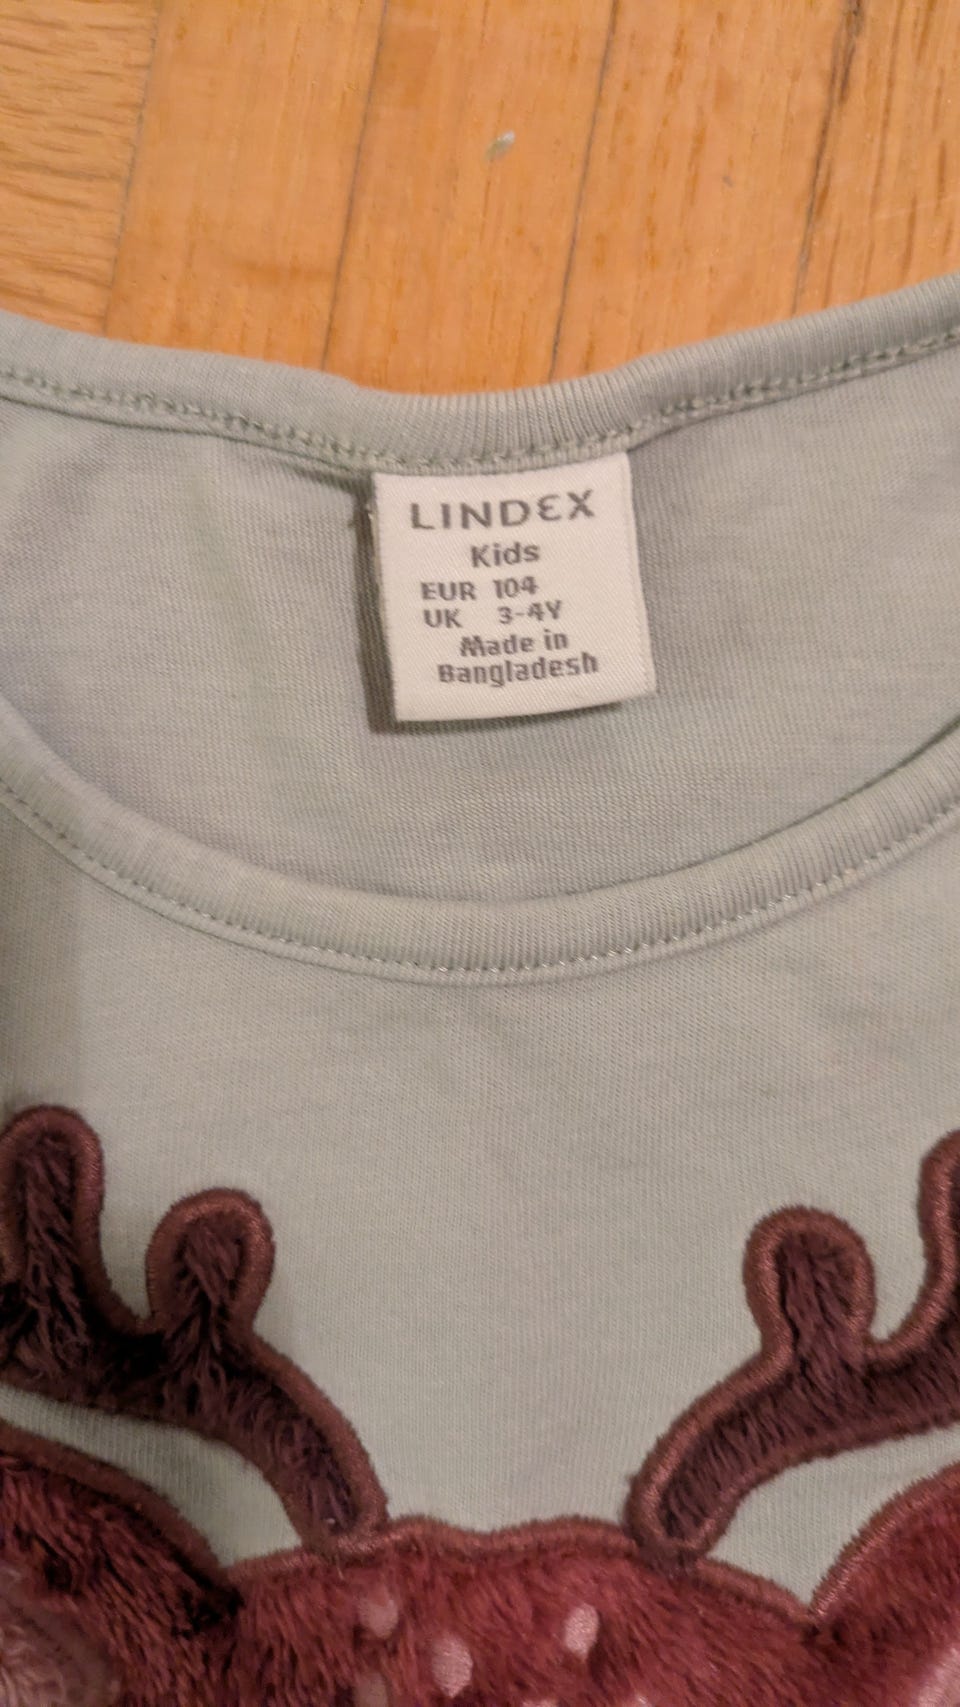 LINDEX
Kids
EUR 104
UK 3-4Y
Made in
Bangladesh